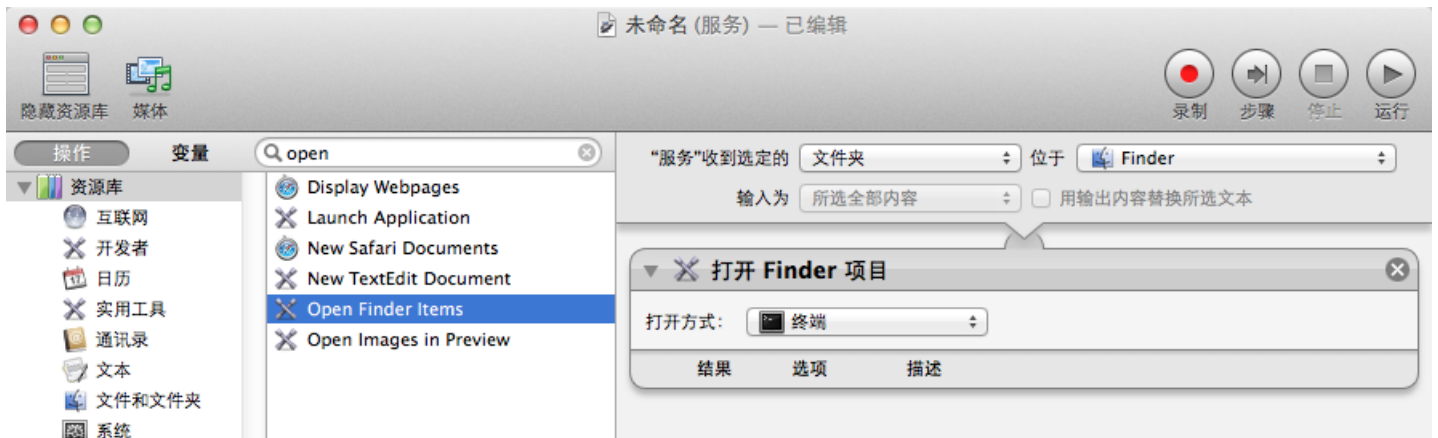 未命名 (服务) — 已编辑
隐藏资源库 媒体 录制 步骤 停止 运行
操作 变量 open
资源库
互联网
开发者
日历
实用工具
通讯录
文本
文件和文件夹
系统
Display Webpages
Launch Application
New Safari Documents
New TextEdit Document
Open Finder Items
Open Images in Preview
“服务”收到选定的 文件夹 位于 Finder
输入为 所选全部内容 用输出内容替换所选文本
打开 Finder 项目
打开方式: 终端
结果 选项 描述